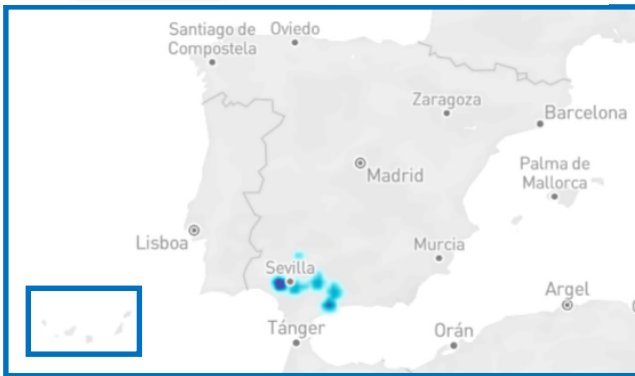 Santiago de
Compostela
Oviedo
Zaragoza
Barcelona
Madrid
Palma de
Mallorca
Lisboa
Murcia
Sevilla
Argel
Tánger
Orán